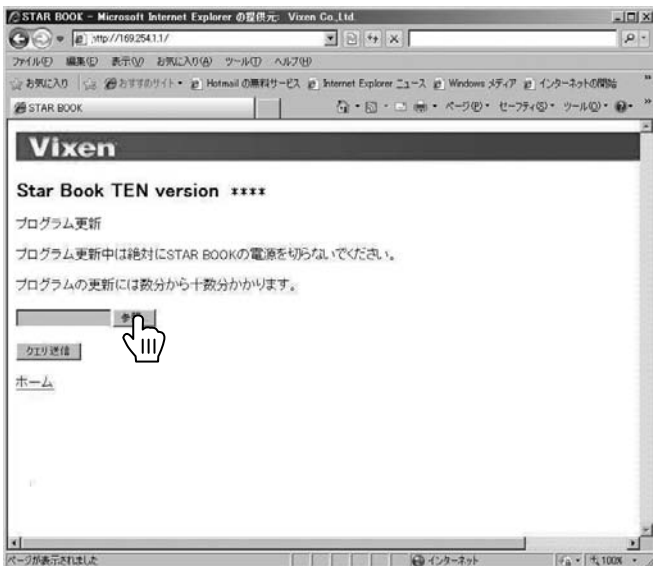 STAR BOOK - Microsoft Internet Explorer の提供元: Vixen Co.,Ltd.
http://169.254.1.1/
ファイル(F) 編集(E) 表示(V) お気に入り(A) ツール(T) ヘルプ(H)
お気に入り おすすめサイト Hotmail の無料サービス Internet Explorer ニュース Windows メディア インターネットの開始 »
STAR BOOK ページ(P) セーフティ(S) ツール(O) »
Vixen
Star Book TEN version ****
プログラム更新
プログラム更新中は絶対にSTAR BOOKの電源を切らないでください。
プログラムの更新には数分から十数分かかります。
クエリ送信
ホーム
ページが表示されました インターネット 100%